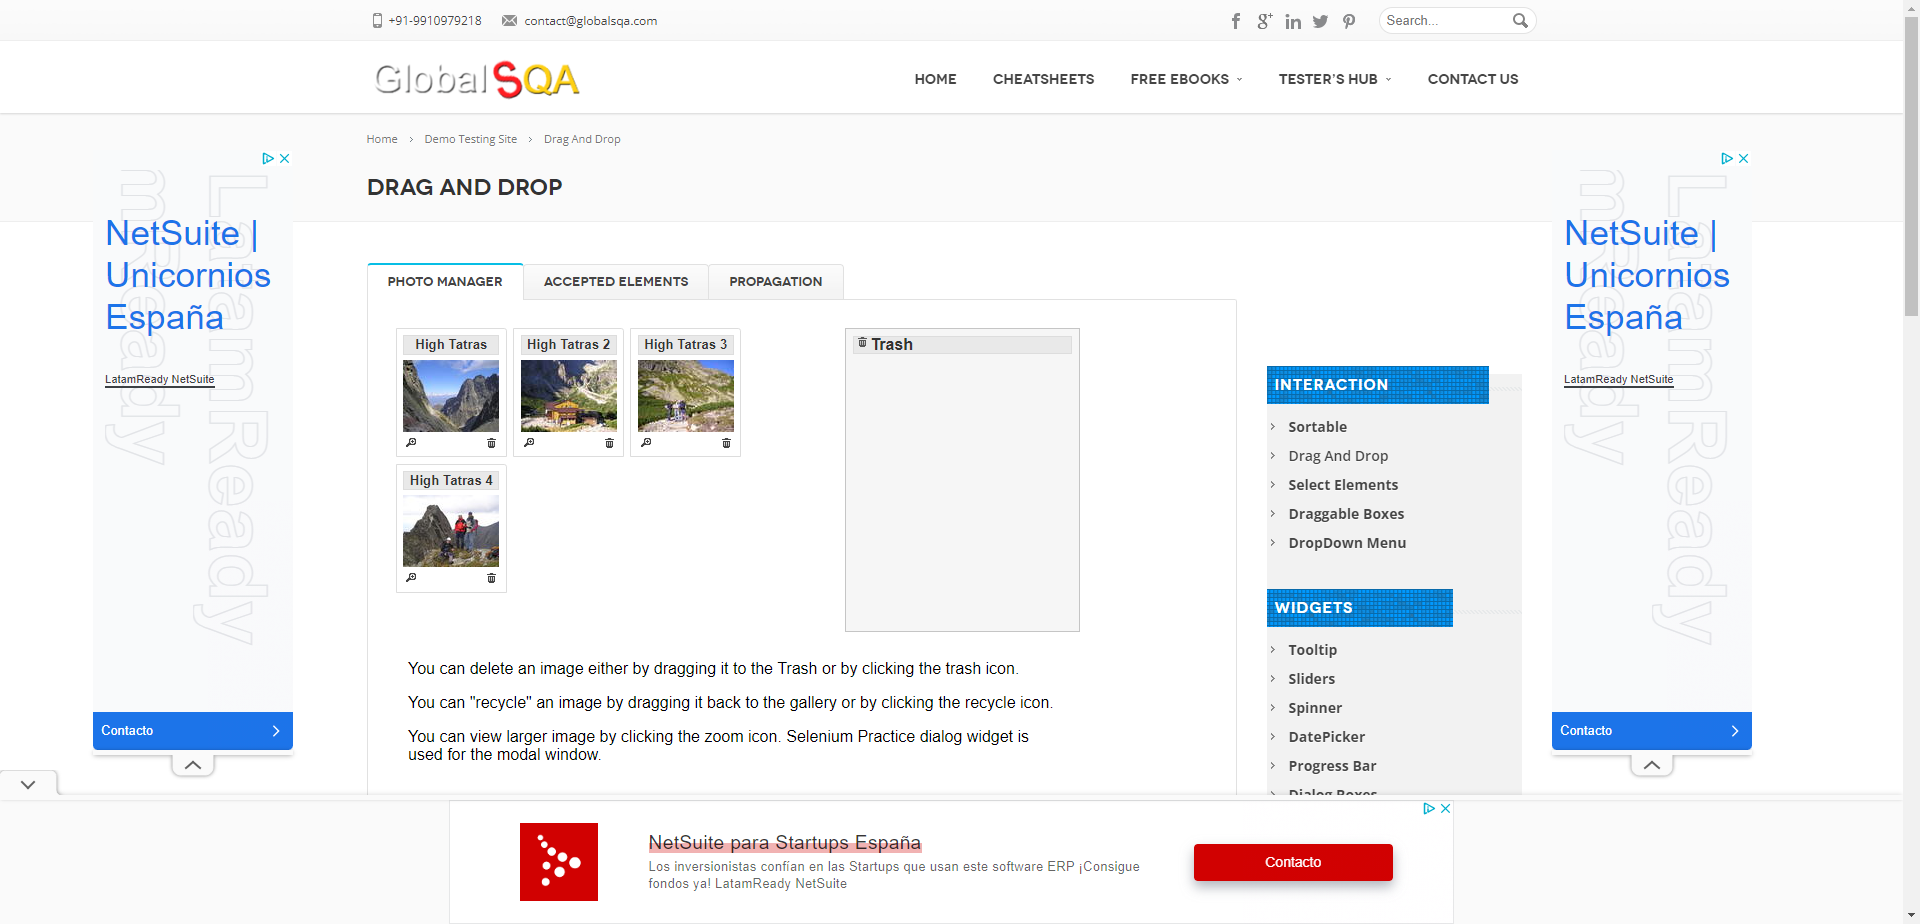 +91-9910979218
contact@globalsqa.com
Search...
GlobalSQA
HOME
CHEATSHEETS
FREE EBOOKS
TESTER'S HUB
CONTACT US
Home
Demo Testing Site
Drag And Drop
DRAG AND DROP
LatamReady
NetSuite |
Unicornios
España
LatamReady NetSuite
Contacto
PHOTO MANAGER
ACCEPTED ELEMENTS
PROPAGATION
High Tatras
High Tatras 2
High Tatras 3
High Tatras 4
Trash
You can delete an image either by dragging it to the Trash or by clicking the trash icon.
You can "recycle" an image by dragging it back to the gallery or by clicking the recycle icon.
You can view larger image by clicking the zoom icon. Selenium Practice dialog widget is
used for the modal window.
INTERACTION
Sortable
Drag And Drop
Select Elements
Draggable Boxes
DropDown Menu
WIDGETS
Tooltip
Sliders
Spinner
DatePicker
Progress Bar
Dialog Boxes
LatamReady
NetSuite |
Unicornios
España
LatamReady NetSuite
Contacto
NetSuite para Startups España
Los inversionistas confían en las Startups que usan este software ERP ¡Consigue
fondos ya! LatamReady NetSuite
Contacto